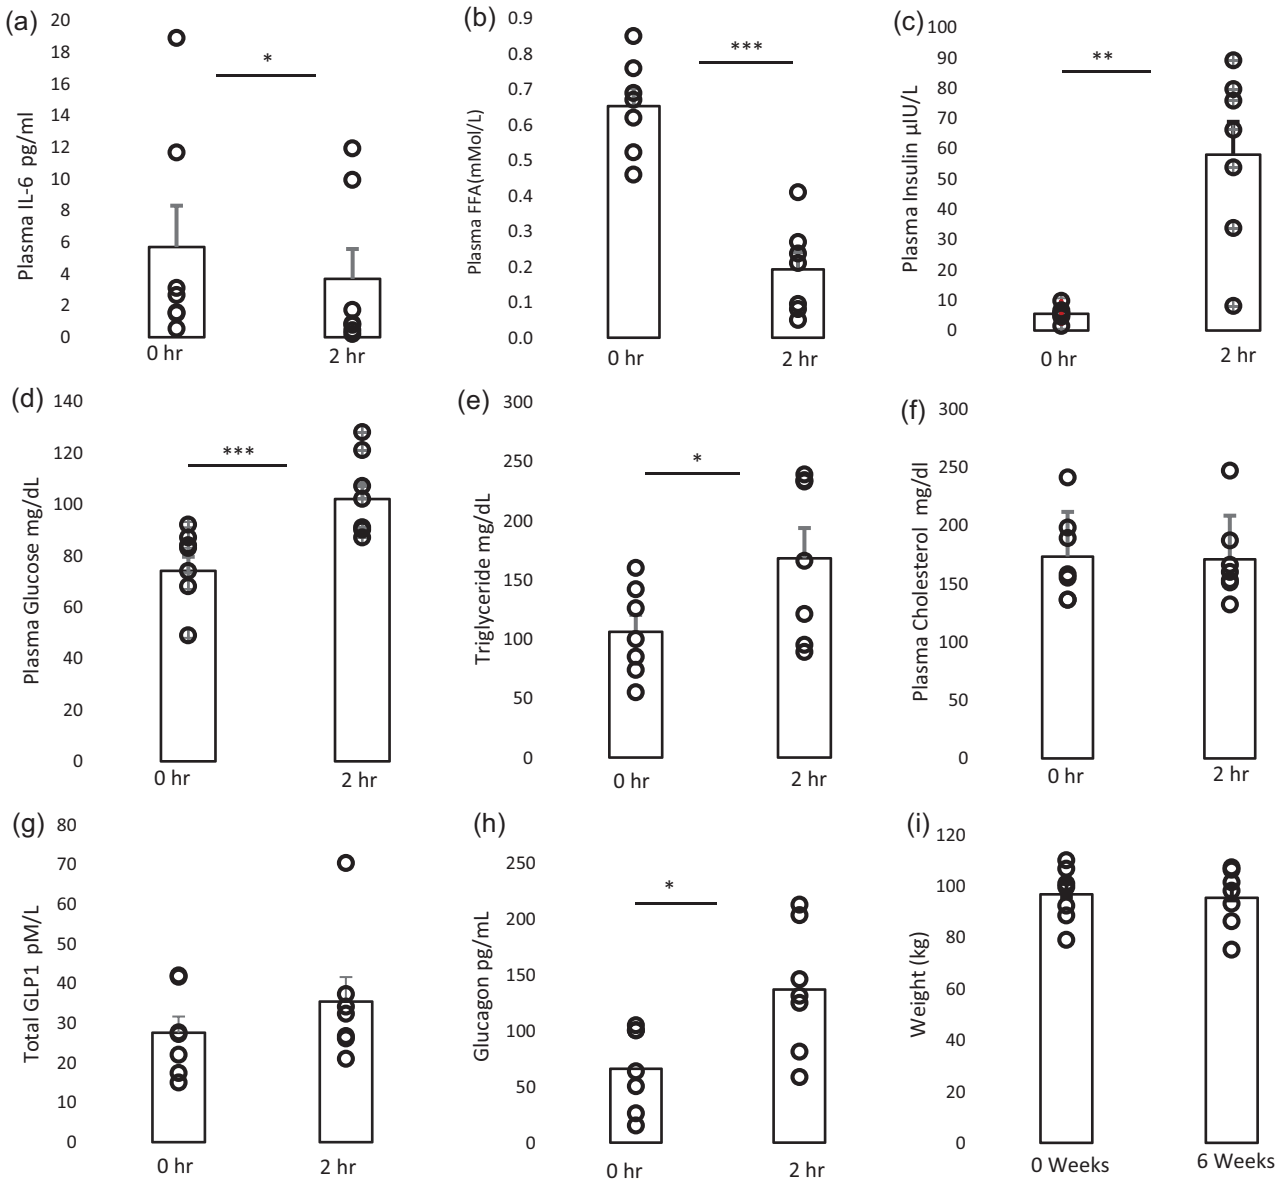 (a)
Plasma IL-6 pg/ml
20
18
16
14
12
10
8
6
4
2
0
*
0 hr
2 hr
(b)
Plasma FFA(mMol/L)
0.9
0.8
0.7
0.6
0.5
0.4
0.3
0.2
0.1
0.0
***
0 hr
2 hr
(c)
Plasma Insulin µIU/L
100
90
80
70
60
50
40
30
20
10
0
**
0 hr
2 hr
(d)
Plasma Glucose mg/dL
140
120
100
80
60
40
20
0
***
0 hr
2 hr
(e)
Triglyceride mg/dL
300
250
200
150
100
50
0
*
0 hr
2 hr
(f)
Plasma Cholesterol mg/dl
300
250
200
150
100
50
0
0 hr
2 hr
(g)
Total GLP1 pM/L
80
70
60
50
40
30
20
10
0
0 hr
2 hr
(h)
Glucagon pg/mL
250
200
150
100
50
0
*
0 hr
2 hr
(i)
Weight (kg)
120
100
80
60
40
20
0
0 Weeks
6 Weeks